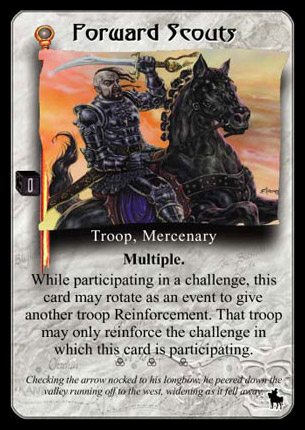 Forward Scouts
0
Troop, Mercenary
Multiple.
While participating in a challenge, this
card may rotate as an event to give
another troop Reinforcement. That troop
may only reinforce the challenge in
which this card is participating.
Checking the arrow nocked to his longbow, he peered down the
valley running off to the west, widening as it fell away.